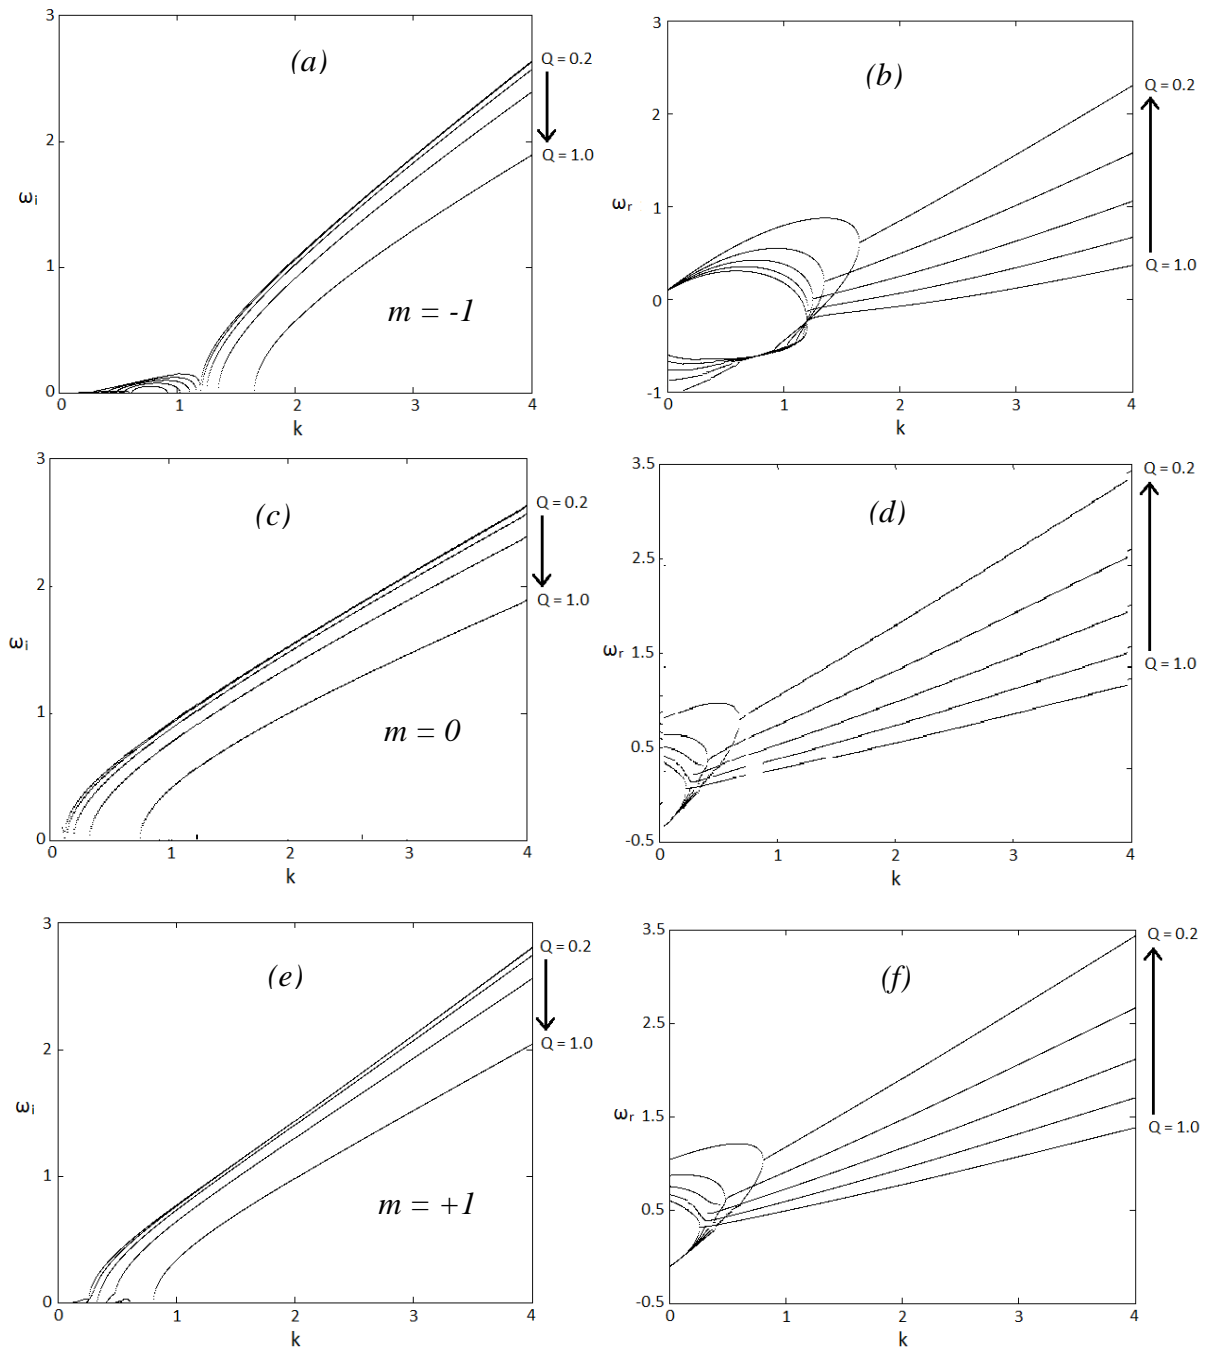 (a)
3
2
1
0
ωᵢ
0 1 2 3 4
k
m = -1
Q = 0.2
Q = 1.0
(b)
3
2
1
0
-1
ωᵣ
0 1 2 3 4
k
Q = 0.2
Q = 1.0
(c)
3
2
1
0
ωᵢ
0 1 2 3 4
k
m = 0
Q = 0.2
Q = 1.0
(d)
3.5
2.5
1.5
0.5
-0.5
ωᵣ
0 1 2 3 4
k
Q = 0.2
Q = 1.0
(e)
3
2
1
0
ωᵢ
0 1 2 3 4
k
m = +1
Q = 0.2
Q = 1.0
(f)
3.5
2.5
1.5
0.5
-0.5
ωᵣ
0 1 2 3 4
k
Q = 0.2
Q = 1.0